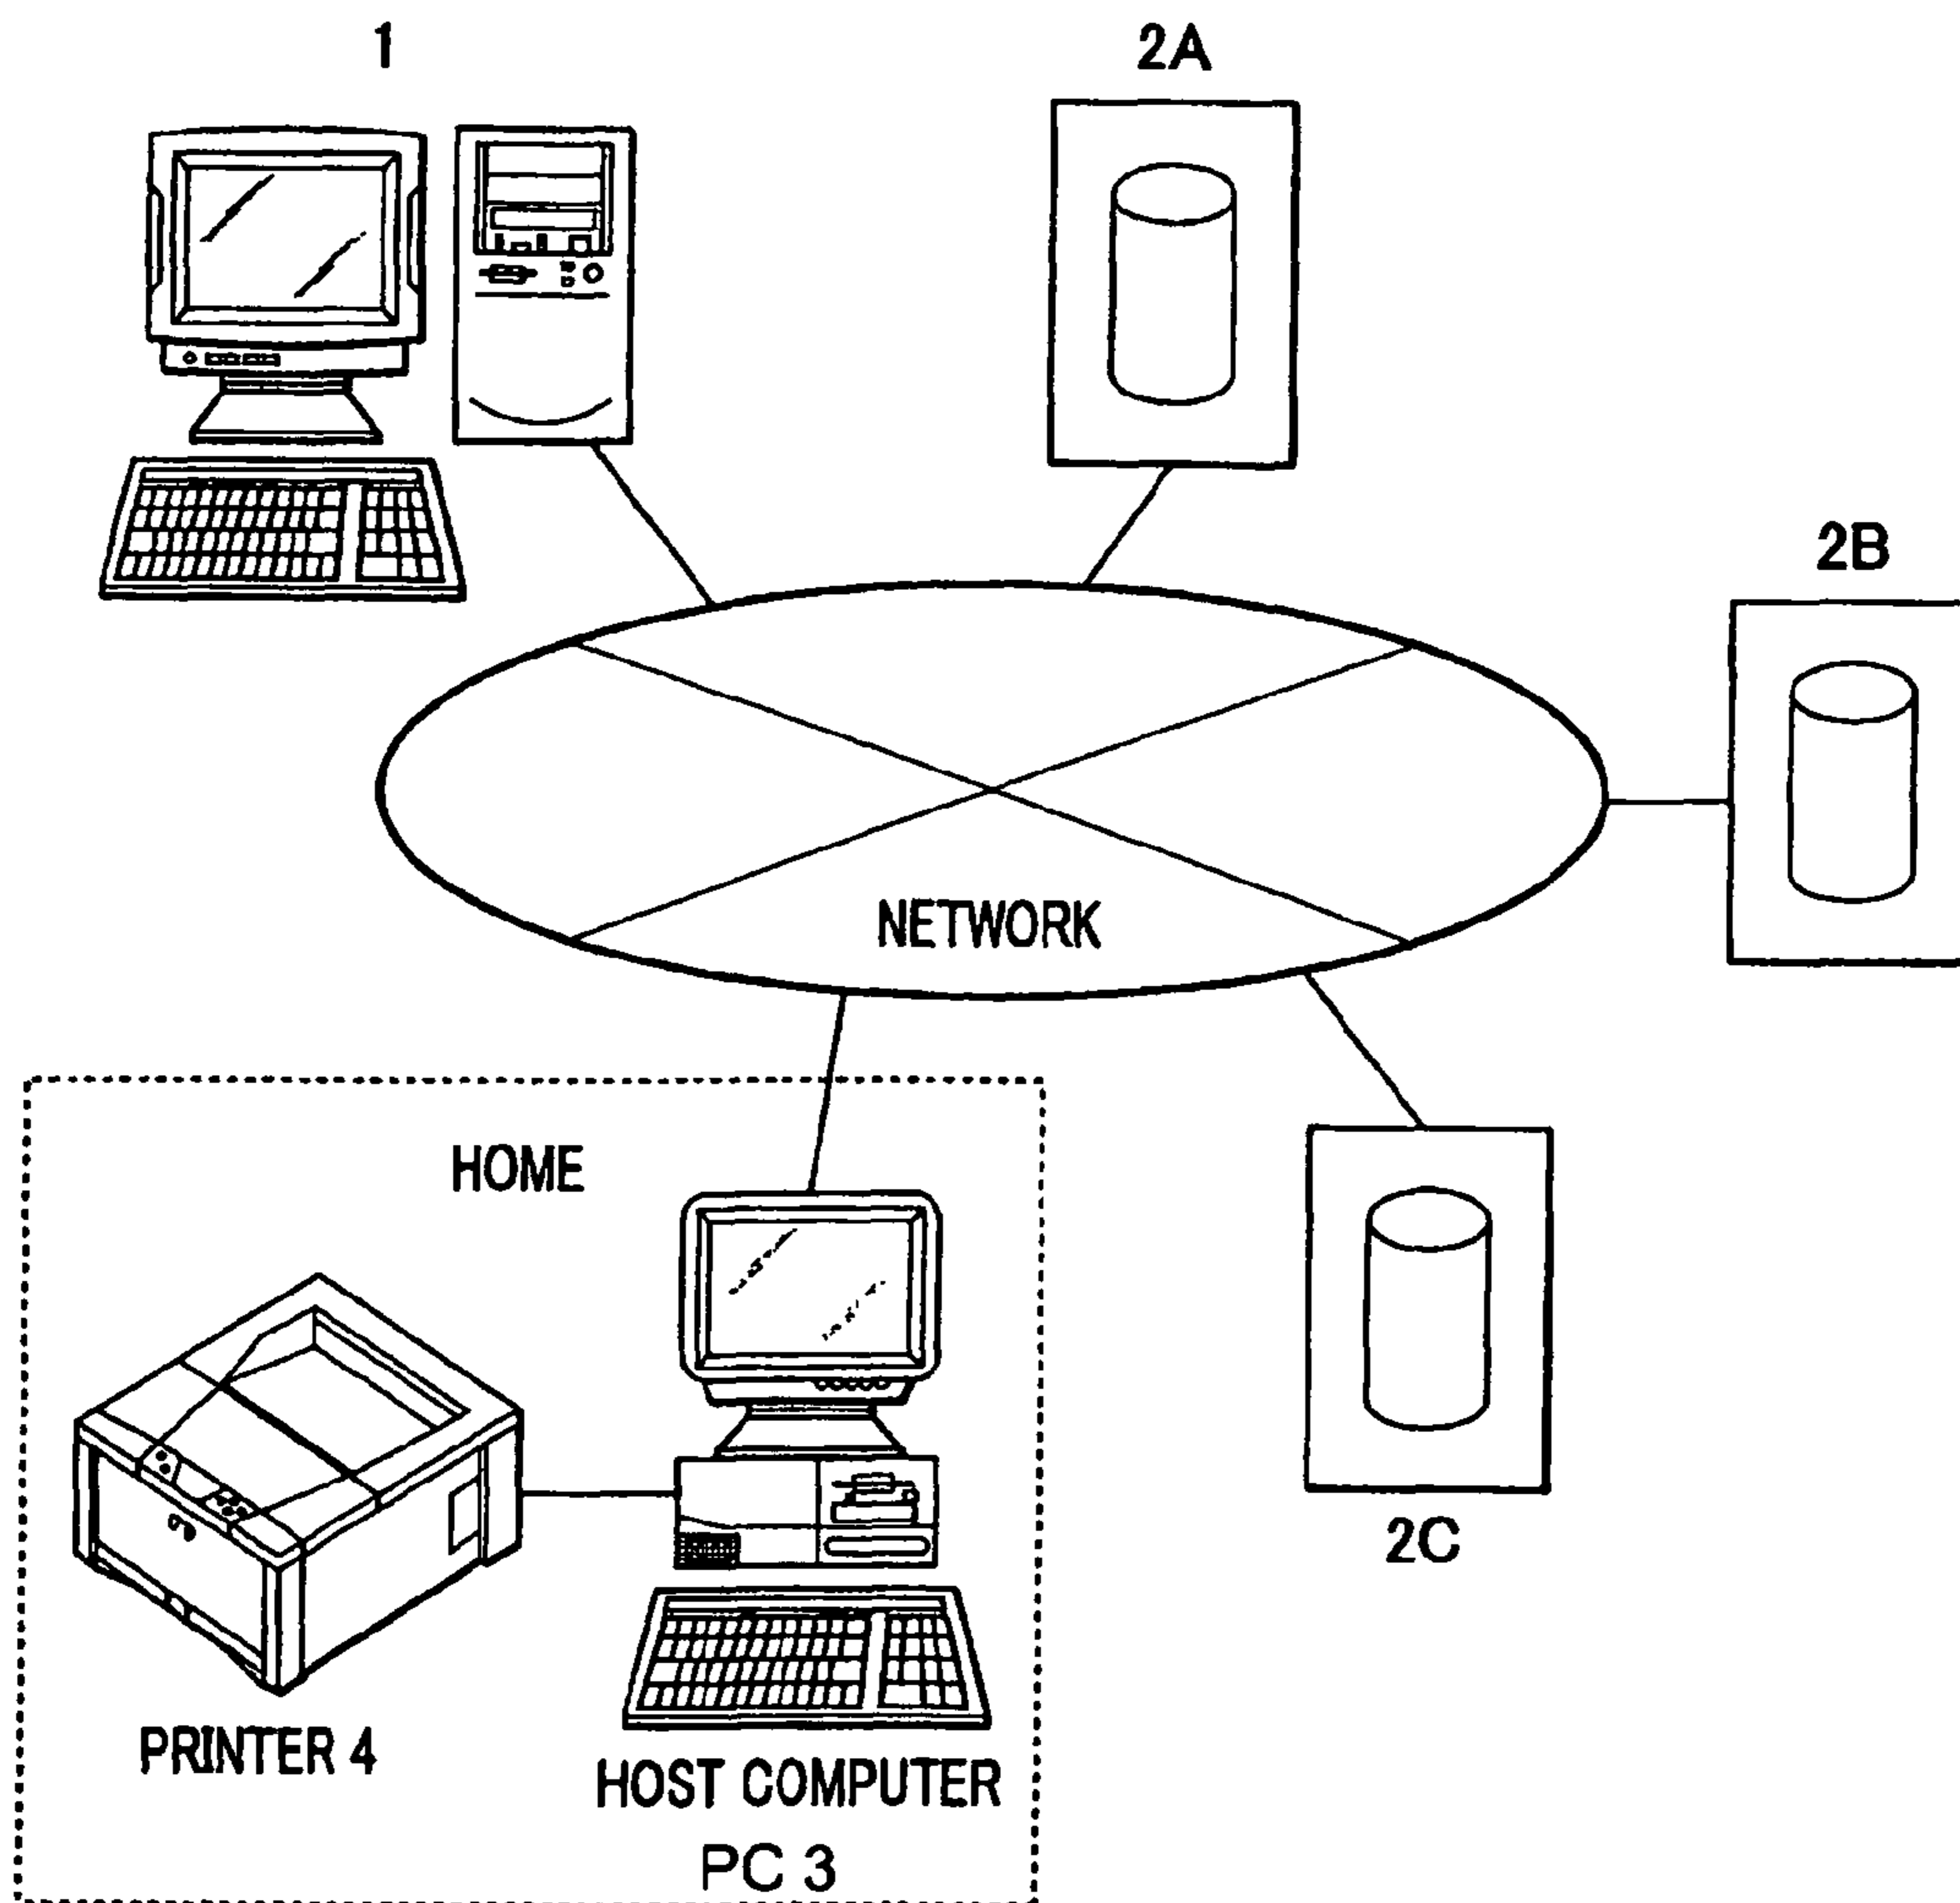 1
2A
2B
NETWORK
HOME
2C
PRINTER 4
HOST COMPUTER
PC 3